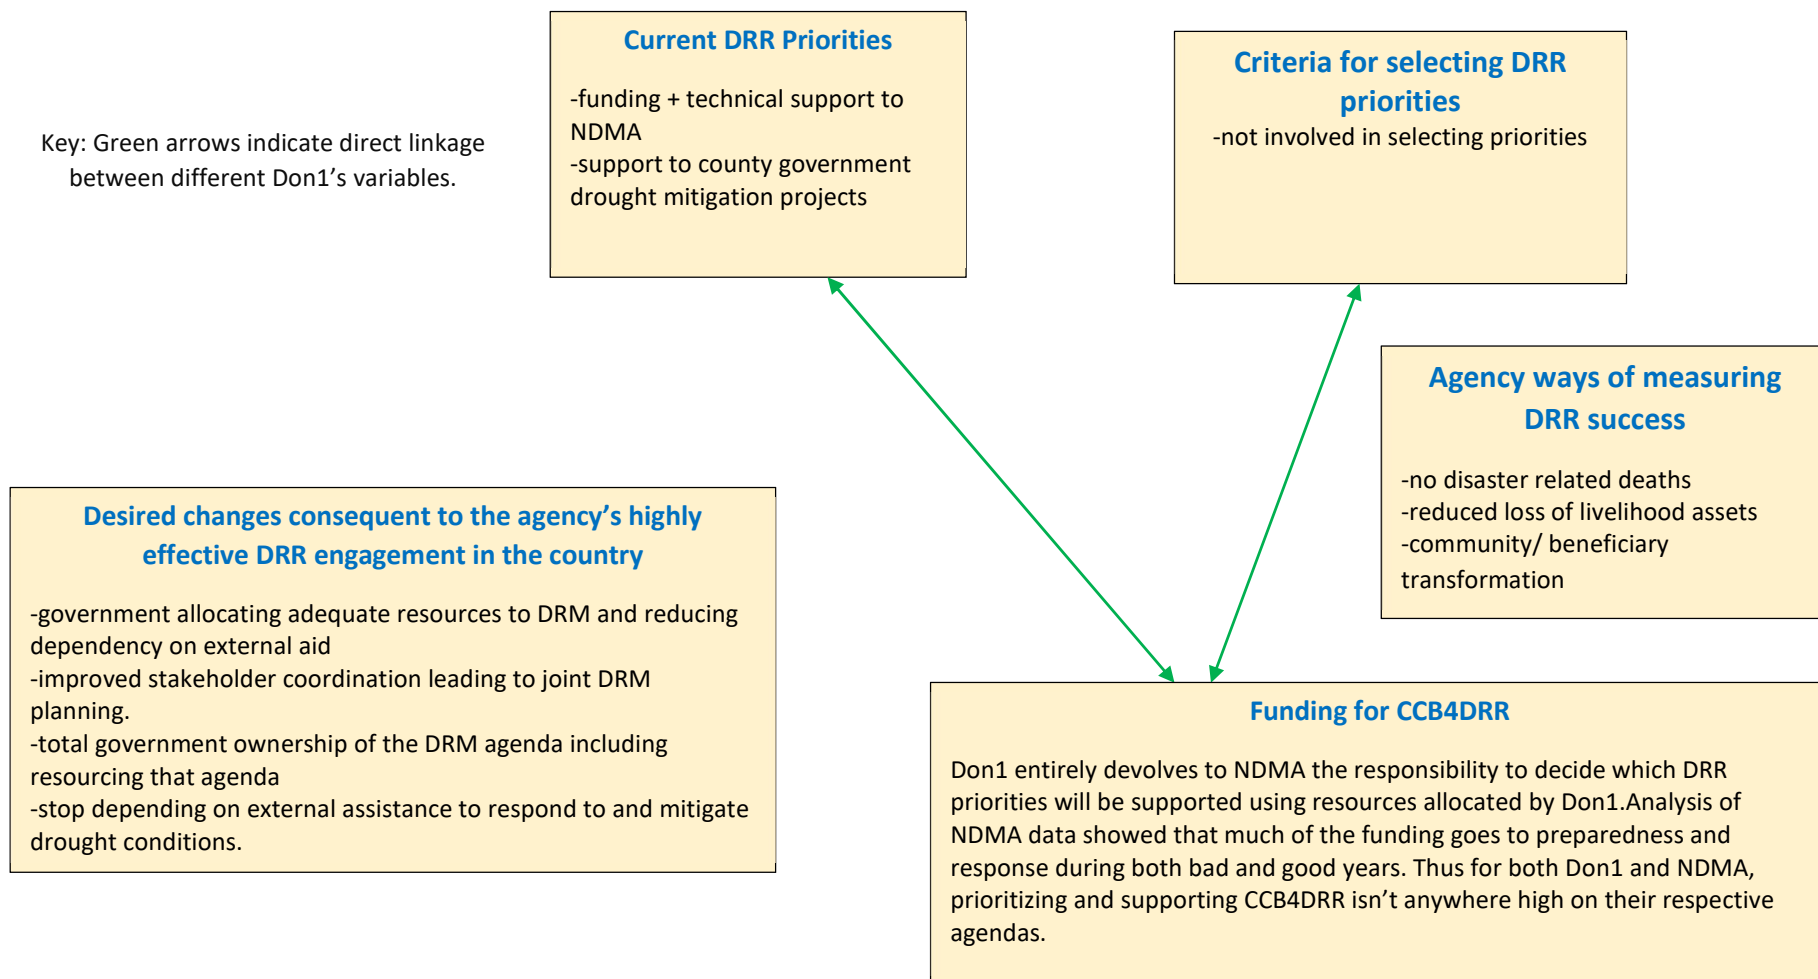 Current DRR Priorities
-funding + technical support to
NDMA
-support to county government
drought mitigation projects
Criteria for selecting DRR
priorities
-not involved in selecting priorities
Key: Green arrows indicate direct linkage
between different Don1’s variables.
Agency ways of measuring
DRR success
-no disaster related deaths
-reduced loss of livelihood assets
-community/ beneficiary
transformation
Desired changes consequent to the agency’s highly
effective DRR engagement in the country
-government allocating adequate resources to DRM and reducing
dependency on external aid
-improved stakeholder coordination leading to joint DRM
planning.
-total government ownership of the DRM agenda including
resourcing that agenda
-stop depending on external assistance to respond to and mitigate
drought conditions.
Funding for CCB4DRR
Don1 entirely devolves to NDMA the responsibility to decide which DRR
priorities will be supported using resources allocated by Don1.Analysis of
NDMA data showed that much of the funding goes to preparedness and
response during both bad and good years. Thus for both Don1 and NDMA,
prioritizing and supporting CCB4DRR isn’t anywhere high on their respective
agendas.